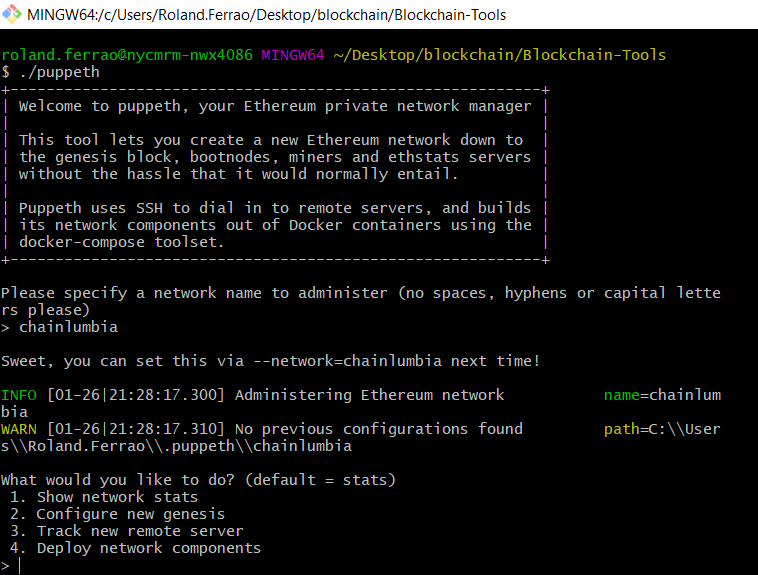 MINGW64:/c/Users/Roland.Ferrao/Desktop/blockchain/Blockchain-Tools
roland.ferrao@nycmrm-nwx4086 MINGW64 ~/Desktop/blockchain/Blockchain-Tools
$ ./puppeth
+-----------------------------------------------------------+
| Welcome to puppeth, your Ethereum private network manager |
|                                                           |
| This tool lets you create a new Ethereum network down to  |
| the genesis block, bootnodes, miners and ethstats servers |
| without the hassle that it would normally entail.         |
|                                                           |
| Puppeth uses SSH to dial in to remote servers, and builds |
| its network components out of Docker containers using the |
| docker-compose toolset.                                   |
+-----------------------------------------------------------+
Please specify a network name to administer (no spaces, hyphens or capital lette
rs please)
> chainlumbia
Sweet, you can set this via --network=chainlumbia next time!
INFO [01-26|21:28:17.300] Administering Ethereum network           name=chainlum
bia
WARN [01-26|21:28:17.310] No previous configurations found         path=C:\\User
s\\Roland.Ferrao\\.puppeth\\chainlumbia
What would you like to do? (default = stats)
 1. Show network stats
 2. Configure new genesis
 3. Track new remote server
 4. Deploy network components
>